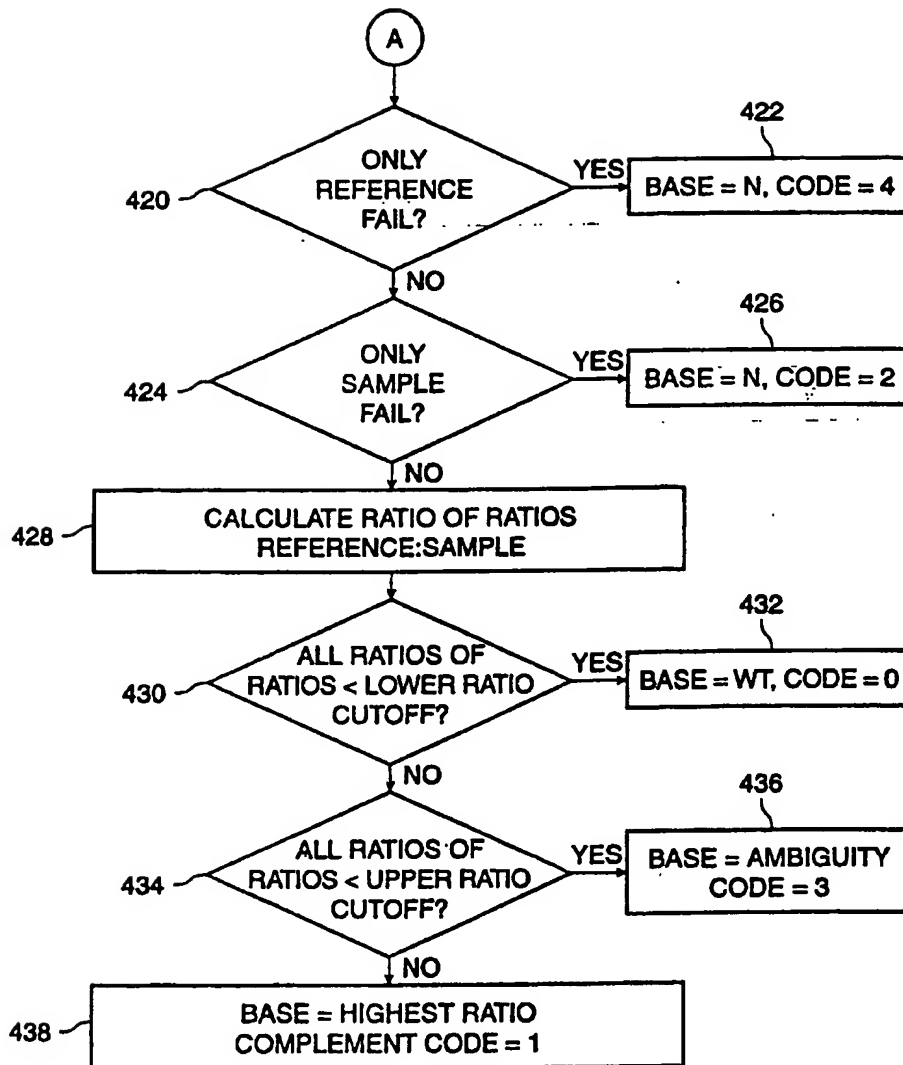 A
420
ONLY
REFERENCE
FAIL?
YES
422
BASE = N, CODE = 4
NO
424
ONLY
SAMPLE
FAIL?
YES
426
BASE = N, CODE = 2
NO
428
CALCULATE RATIO OF RATIOS
REFERENCE:SAMPLE
430
ALL RATIOS OF
RATIOS < LOWER RATIO
CUTOFF?
YES
432
BASE = WT, CODE = 0
NO
434
ALL RATIOS OF
RATIOS < UPPER RATIO
CUTOFF?
YES
436
BASE = AMBIGUITY
CODE = 3
NO
438
BASE = HIGHEST RATIO
COMPLEMENT CODE = 1